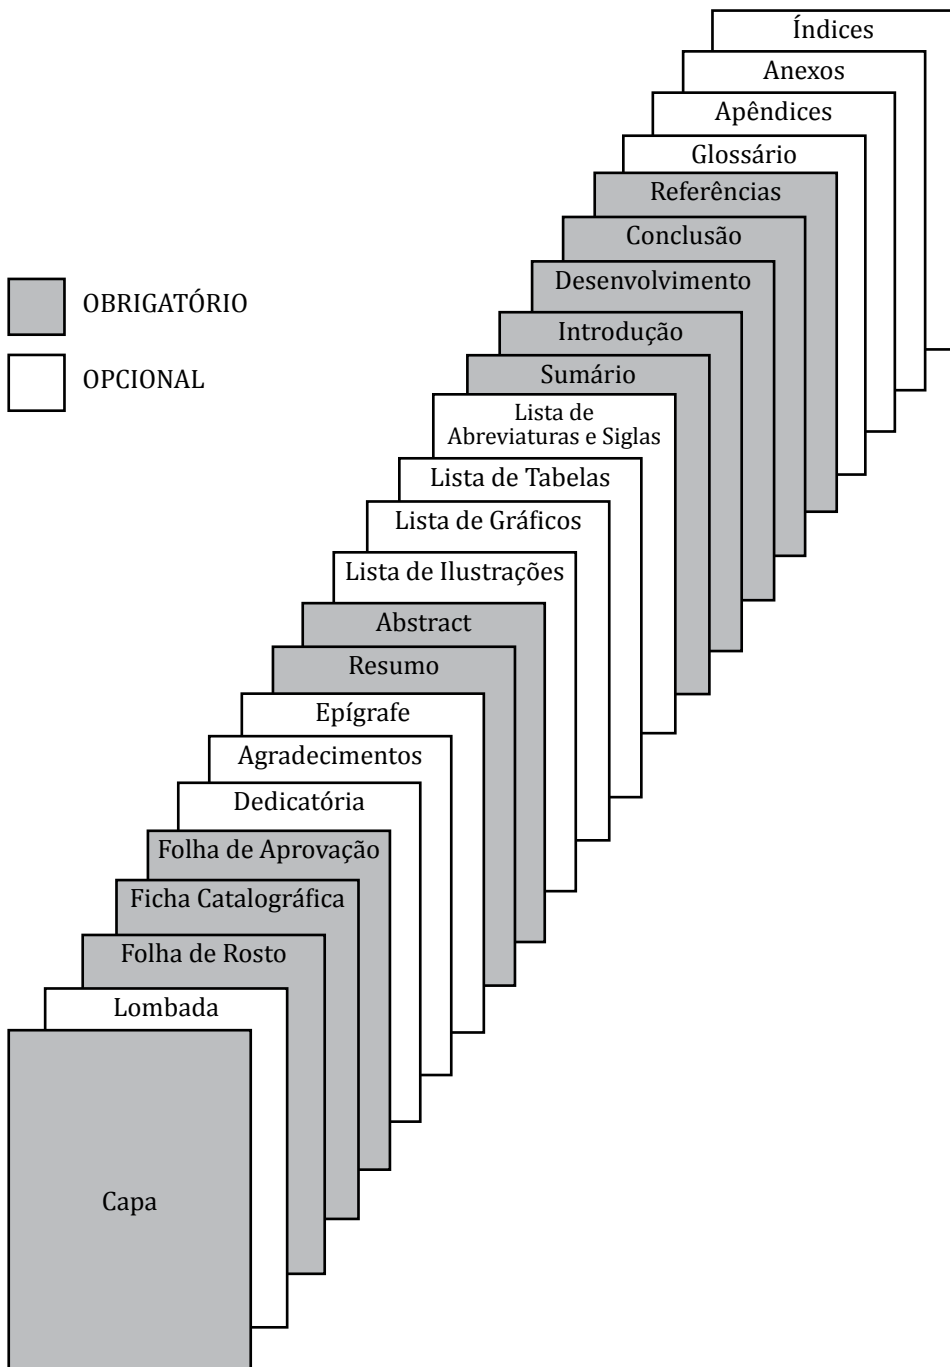 Índices
Anexos
Apêndices
Glossário
Referências
Conclusão
Desenvolvimento
Introdução
Sumário
Lista de
Abreviaturas e Siglas
Lista de Tabelas
Lista de Gráficos
Lista de Ilustrações
Abstract
Resumo
Epígrafe
Agradecimentos
Dedicatória
Folha de Aprovação
Ficha Catalográfica
Folha de Rosto
Lombada
Capa
OBRIGATÓRIO
OPCIONAL